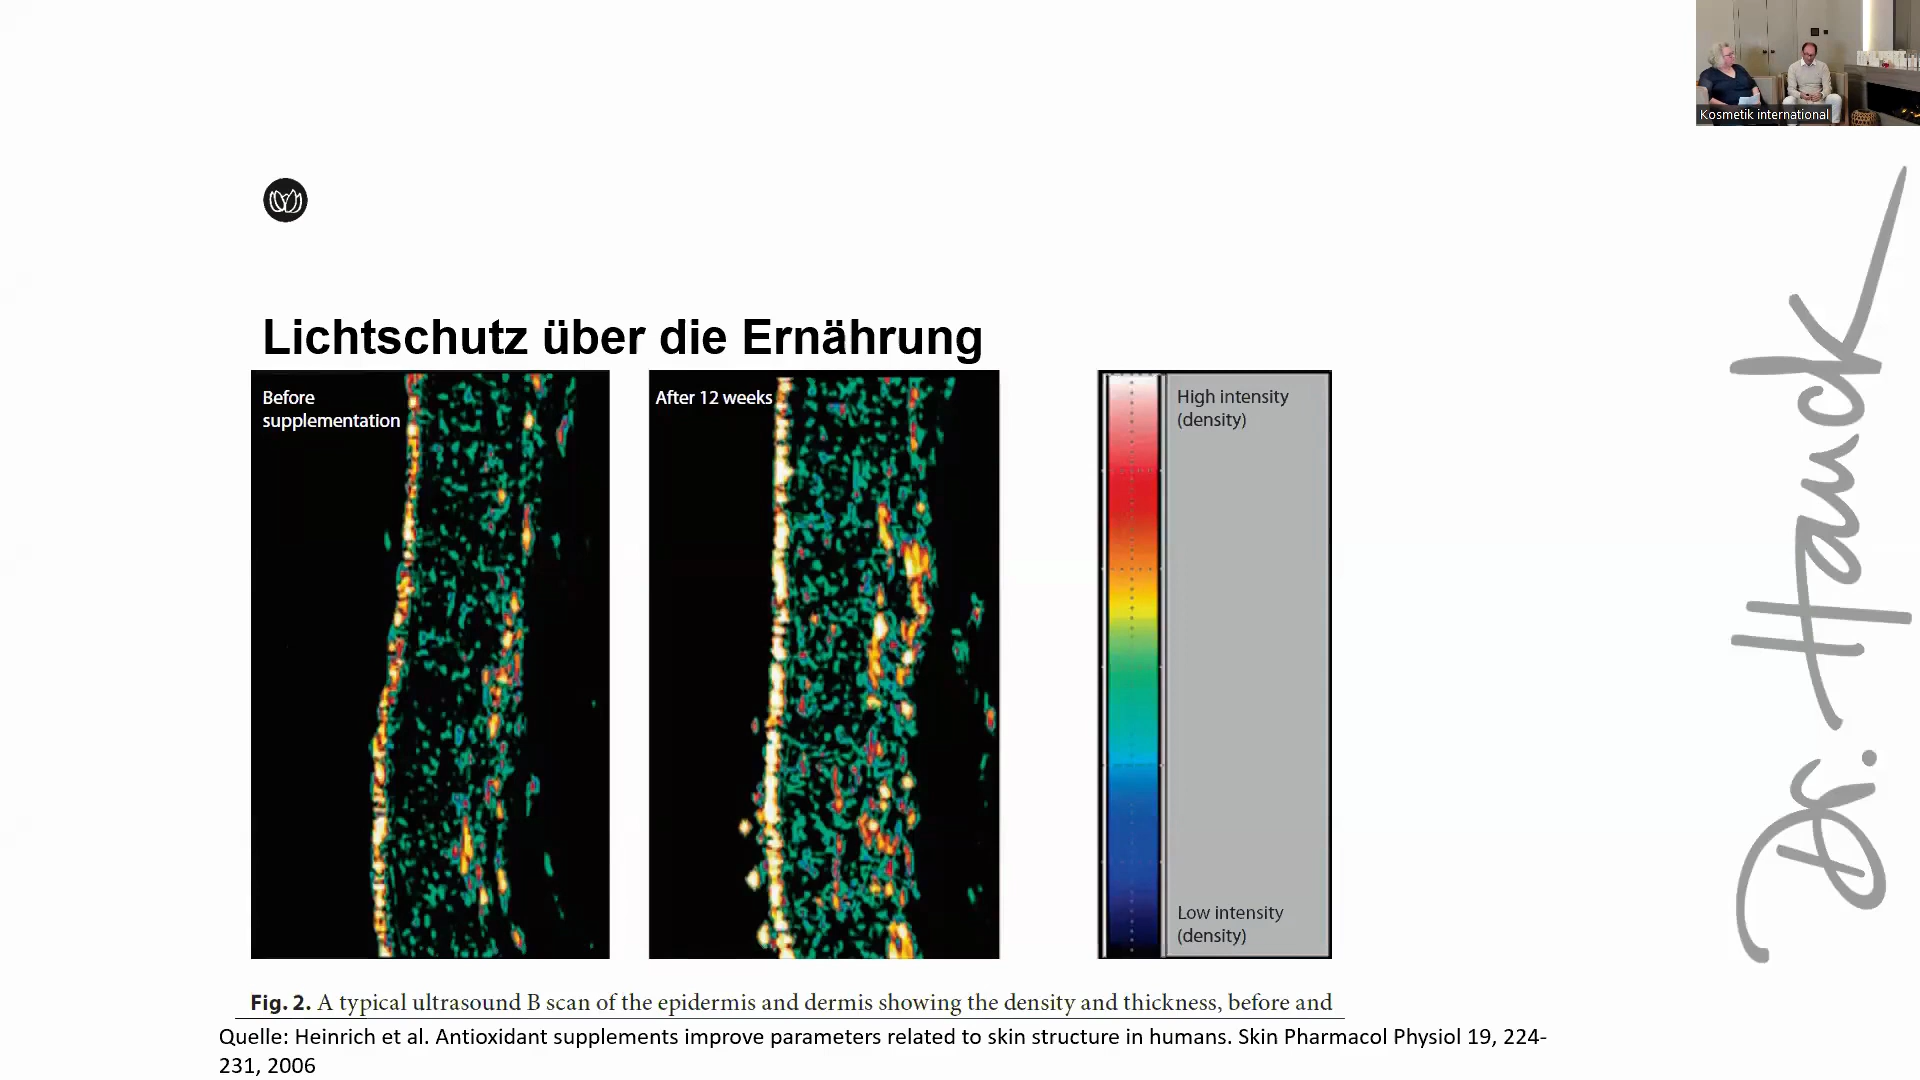 Kosmetik international
Lichtschutz über die Ernährung
Before
supplementation
After 12 weeks
High intensity
(density)
Low intensity
(density)
Dr. Hauck
Fig. 2. A typical ultrasound B scan of the epidermis and dermis showing the density and thickness, before and
Quelle: Heinrich et al. Antioxidant supplements improve parameters related to skin structure in humans. Skin Pharmacol Physiol 19, 224-
231, 2006